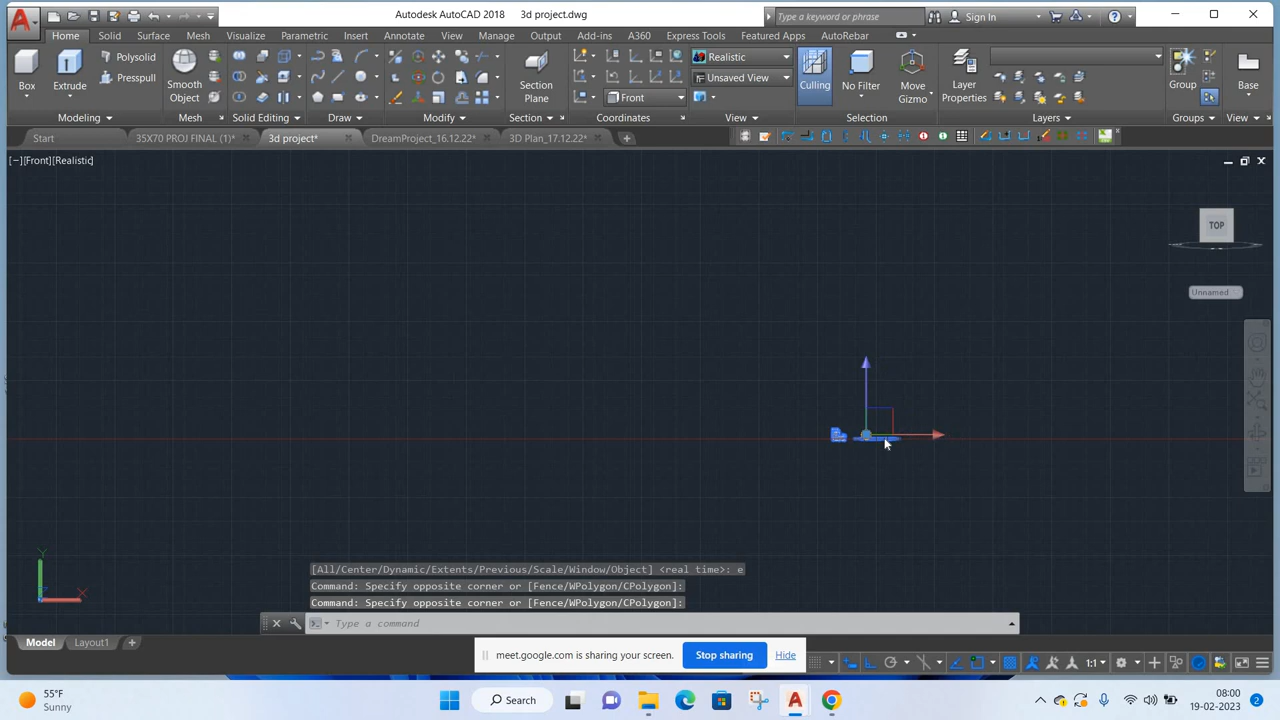 Autodesk AutoCAD 2018 3d project.dwg
Type a keyword or phrase
Sign In
Home Solid Surface Mesh Visualize Parametric Insert Annotate View Manage Output Add-ins A360 Express Tools Featured Apps AutoRebar
Box
Extrude
Polysolid
Presspull
Smooth
Object
Section
Plane
Front
Realistic
Unsaved View
Culling
No Filter
Move
Gizmo
Layer
Properties
Group
Base
Modeling Mesh Solid Editing Draw Modify Section Coordinates View Selection Layers Groups View
Start 35X70 PROJ FINAL (1)* 3d project* DreamProject_16.12.22* 3D Plan_17.12.22*
[−][Front][Realistic]
TOP
Unnamed
Y
X
[All/Center/Dynamic/Extents/Previous/Scale/Window/Object] <real time>: e
Command: Specify opposite corner or [Fence/WPolygon/CPolygon]:
Command: Specify opposite corner or [Fence/WPolygon/CPolygon]:
Type a command
Model Layout1
meet.google.com is sharing your screen. Stop sharing Hide
1:1
55°F
Sunny
Search
08:00
19-02-2023
2